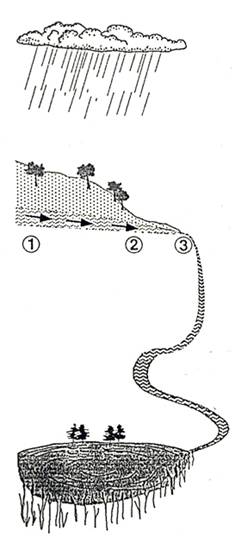 ① ② ③